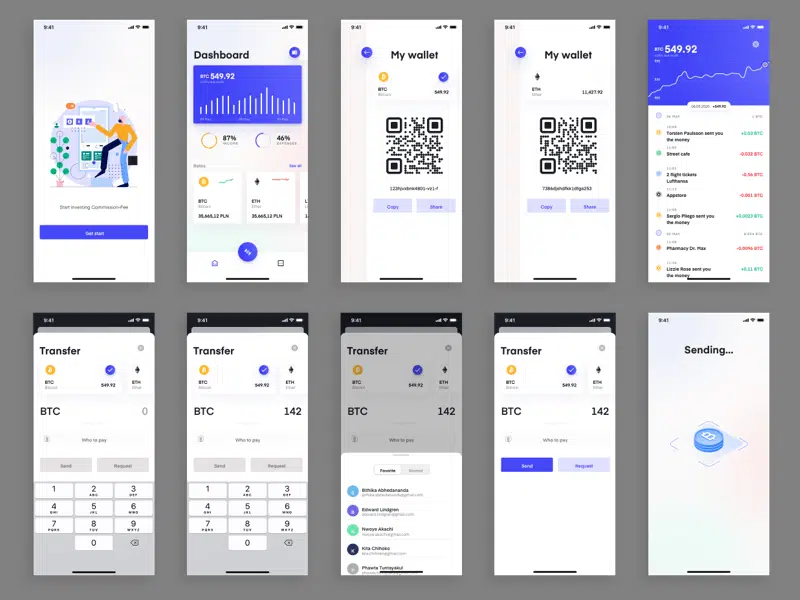 9:41
Start investing Commission-Fee
Get start
9:41
Dashboard
BTC 549.92
87%
INCOME
46%
EXPENSES
Rates
See all
BTC
Bitcoin
35,665,12 PLN
ETH
Ether
35,665,12 PLN
9:41
My wallet
BTC
Bitcoin
549.92
Copy
Share
9:41
My wallet
ETH
Ether
11,427.92
Copy
Share
9:41
BTC 549.92
+549.92
Torsten Paulsson sent you
the money
+0.03 BTC
Street cafe
-0.032 BTC
2 flight tickets
Lufthansa
-0.56 BTC
Appstore
-0.001 BTC
Sergio Pliego sent you
the money
+0.0023 BTC
Pharmacy Dr. Max
-0.0096 BTC
Lizzie Rose sent you
the money
+0.11 BTC
9:41
Transfer
BTC
Bitcoin
549.92
ETH
Ether
BTC 0
Who to pay
Send
Request
1 2 3
ABC DEF
4 5 6
GHI JKL MNO
7 8 9
PQRS TUV WXYZ
0
9:41
Transfer
BTC
Bitcoin
549.92
ETH
Ether
BTC 142
Who to pay
Send
Request
1 2 3
ABC DEF
4 5 6
GHI JKL MNO
7 8 9
PQRS TUV WXYZ
0
9:41
Transfer
BTC
Bitcoin
549.92
ETH
Ether
BTC 142
Who to pay
Favorite
Recent
Bithika Abhedananda
Edward Lindgren
Nwoye Akachi
Kita Chihoko
Phawta Tuntayakul
9:41
Transfer
BTC
Bitcoin
549.92
ETH
Ether
BTC 142
Who to pay
Send
Request
9:41
Sending...